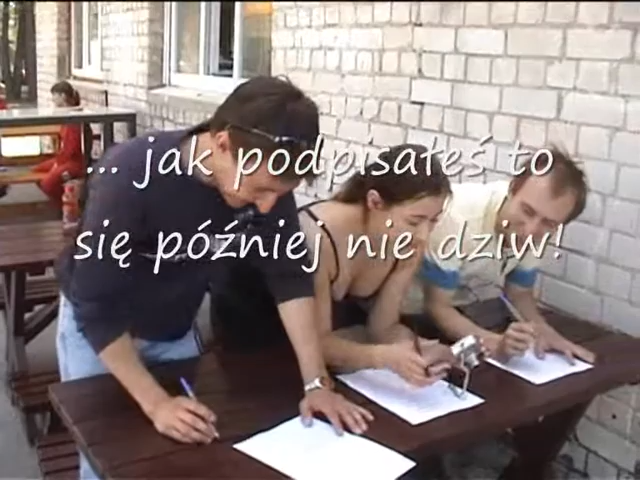 ... jak podpisałeś to
się później nie dziw!